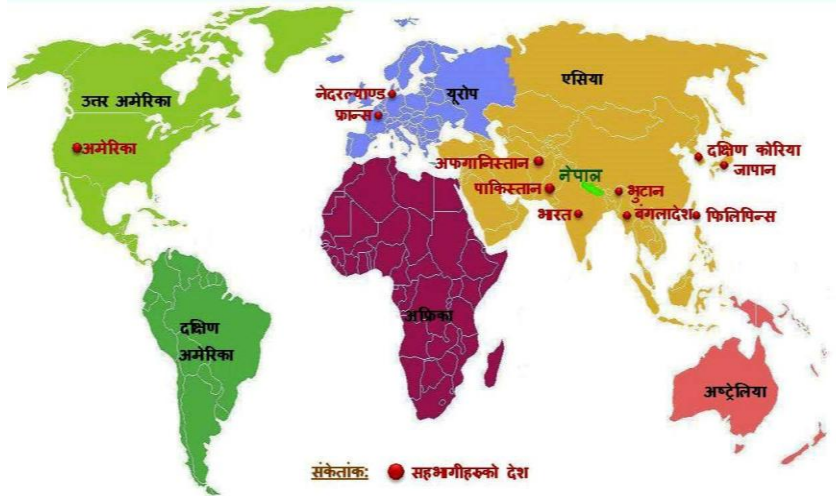 उत्तर अमेरिका
अमेरिका
नेदरल्याण्ड
फ्रान्स
यूरोप
एसिया
अफगानिस्तान
पाकिस्तान
नेपाल
भारत
भुटान
बंगलादेश
फिलिपिन्स
दक्षिण कोरिया
जापान
दक्षिण
अमेरिका
अफ्रिका
अष्ट्रेलिया
संकेतांक: सहभागीहरुको देश